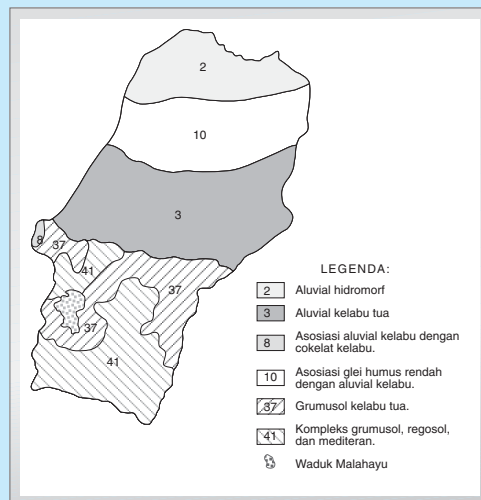 2
10
3
8
37
41
37
37
41
LEGENDA:
2 Aluvial hidromorf
3 Aluvial kelabu tua
8 Asosiasi aluvial kelabu dengan
cokelat kelabu.
10 Asosiasi glei humus rendah
dengan aluvial kelabu.
37 Grumusol kelabu tua.
41 Kompleks grumusol, regosol,
dan mediteran.
Waduk Malahayu